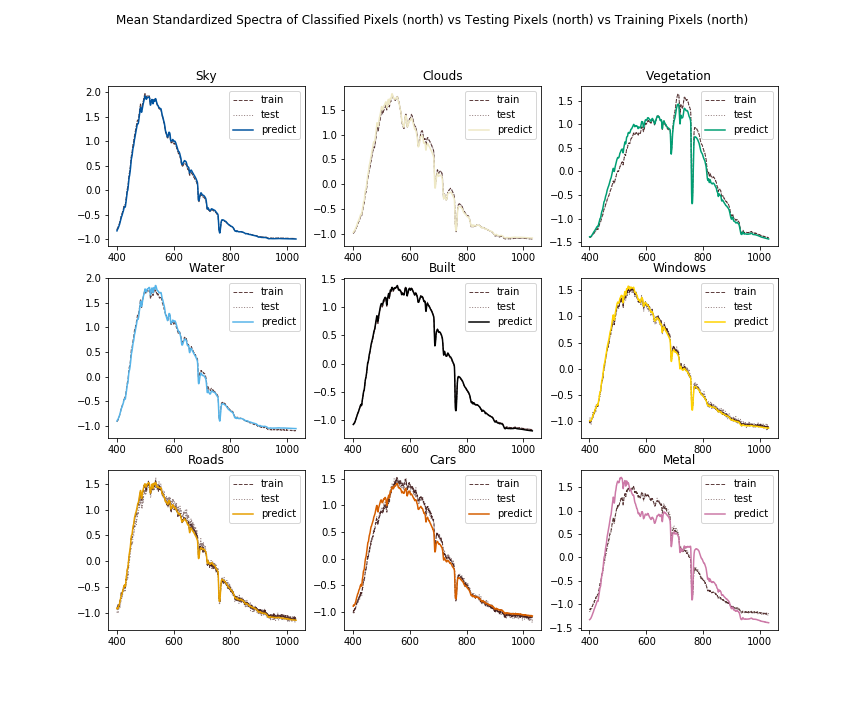 Mean Standardized Spectra of Classified Pixels (north) vs Testing Pixels (north) vs Training Pixels (north)
Sky
2.0
1.5
1.0
0.5
0.0
−0.5
−1.0
400 600 800 1000
train
test
predict
Clouds
1.5
1.0
0.5
0.0
−0.5
−1.0
400 600 800 1000
train
test
predict
Vegetation
1.5
1.0
0.5
0.0
−0.5
−1.0
−1.5
400 600 800 1000
train
test
predict
Water
2.0
1.5
1.0
0.5
0.0
−0.5
−1.0
400 600 800 1000
train
test
predict
Built
1.5
1.0
0.5
0.0
−0.5
−1.0
400 600 800 1000
train
test
predict
Windows
1.5
1.0
0.5
0.0
−0.5
−1.0
400 600 800 1000
train
test
predict
Roads
1.5
1.0
0.5
0.0
−0.5
−1.0
400 600 800 1000
train
test
predict
Cars
1.5
1.0
0.5
0.0
−0.5
−1.0
400 600 800 1000
train
test
predict
Metal
1.5
1.0
0.5
0.0
−0.5
−1.0
−1.5
400 600 800 1000
train
test
predict